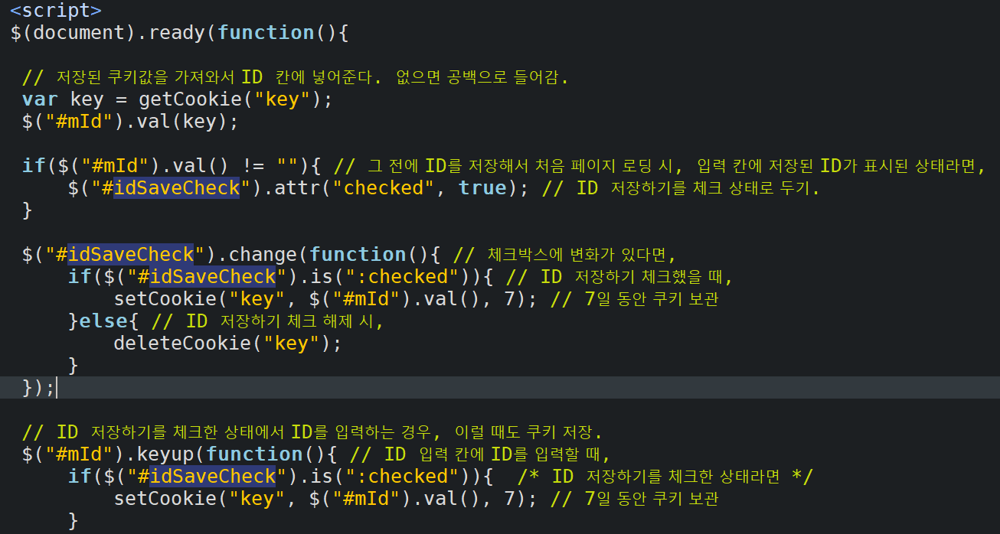 <script>
$(document).ready(function(){
// 저장된 쿠키값을 가져와서 ID 칸에 넣어준다. 없으면 공백으로 들어감.
var key = getCookie("key");
$("#mId").val(key);
if($("#mId").val() != ""){ // 그 전에 ID를 저장해서 처음 페이지 로딩 시, 입력 칸에 저장된 ID가 표시된 상태라면,
$("#idSaveCheck").attr("checked", true); // ID 저장하기를 체크 상태로 두기.
}
$("#idSaveCheck").change(function(){ // 체크박스에 변화가 있다면,
if($("#idSaveCheck").is(":checked")){ // ID 저장하기 체크했을 때,
setCookie("key", $("#mId").val(), 7); // 7일 동안 쿠키 보관
}else{ // ID 저장하기 체크 해제 시,
deleteCookie("key");
}
});
// ID 저장하기를 체크한 상태에서 ID를 입력하는 경우, 이럴 때도 쿠키 저장.
$("#mId").keyup(function(){ // ID 입력 칸에 ID를 입력할 때,
if($("#idSaveCheck").is(":checked")){ /* ID 저장하기를 체크한 상태라면 */
setCookie("key", $("#mId").val(), 7); // 7일 동안 쿠키 보관
}